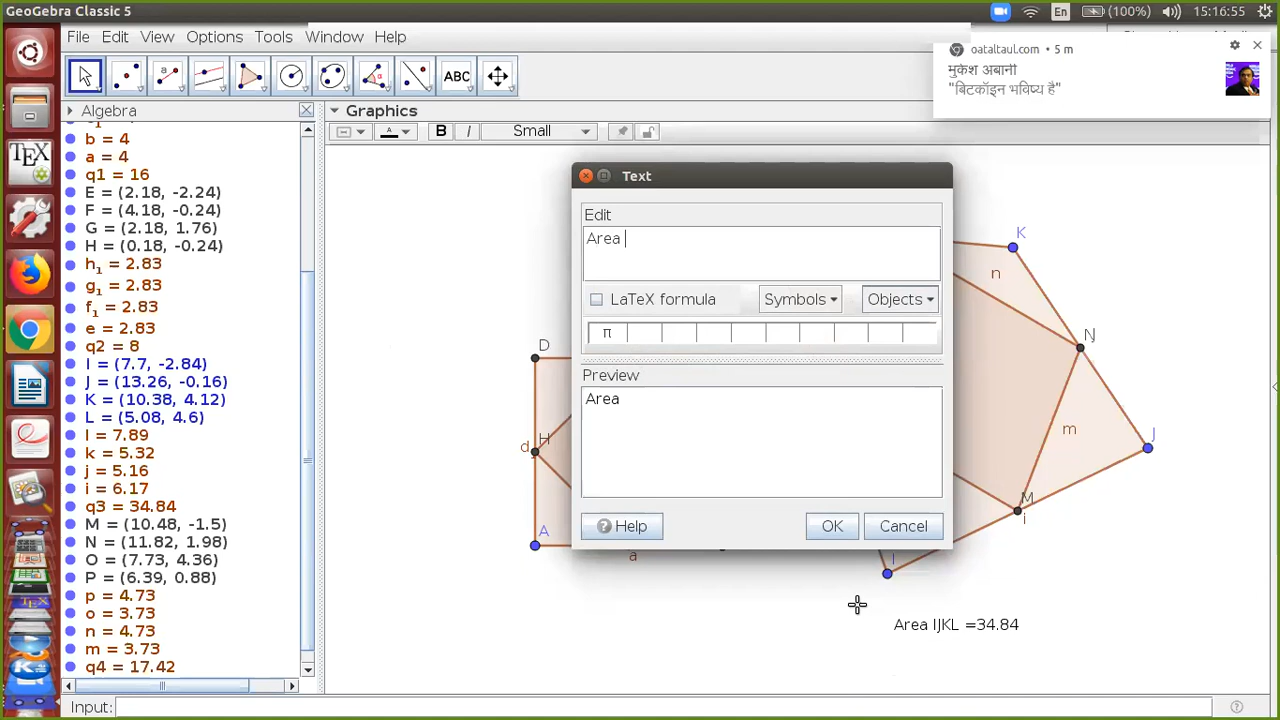 GeoGebra Classic 5
En
(100%)
15:16:55
File Edit View Options Tools Window Help
oataltaul.com • 5 m
मुकेश अंबानी
"बिटकॉइन भविष्य है"
ABC
Algebra
Graphics
B I Small
b = 4
a = 4
q1 = 16
E = (2.18, -2.24)
F = (4.18, -0.24)
G = (2.18, 1.76)
H = (0.18, -0.24)
h₁ = 2.83
g₁ = 2.83
f₁ = 2.83
e = 2.83
q2 = 8
I = (7.7, -2.84)
J = (13.26, -0.16)
K = (10.38, 4.12)
L = (5.08, 4.6)
l = 7.89
k = 5.32
j = 5.16
i = 6.17
q3 = 34.84
M = (10.48, -1.5)
N = (11.82, 1.98)
O = (7.73, 4.36)
P = (6.39, 0.88)
p = 4.73
o = 3.73
n = 4.73
m = 3.73
q4 = 17.42
Text
Edit
Area
LaTeX formula
Symbols
Objects
π
Preview
Area
Help
OK
Cancel
K
n
N
j
D
H
d
m
J
M
i
A
a
I
Area IJKL =34.84
Input: